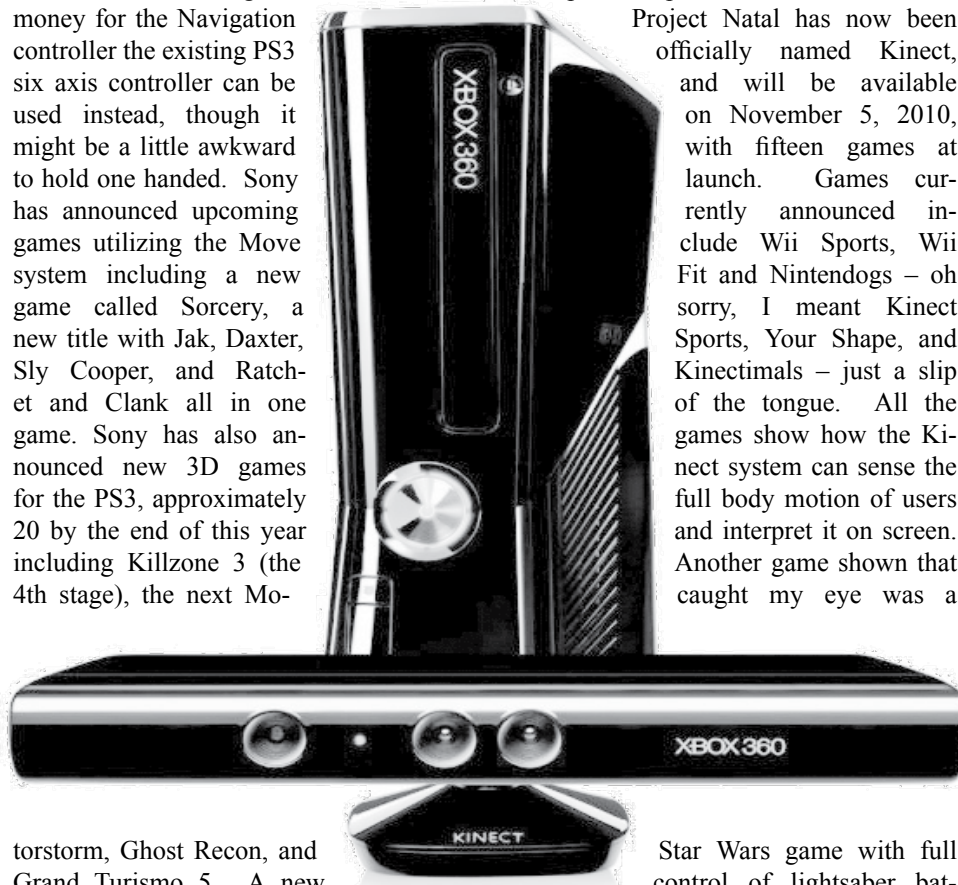 money for the Navigation
controller the existing PS3
six axis controller can be
used instead, though it
might be a little awkward
to hold one handed. Sony
has announced upcoming
games utilizing the Move
system including a new
game called Sorcery, a
new title with Jak, Daxter,
Sly Cooper, and Ratch-
et and Clank all in one
game. Sony has also an-
nounced new 3D games
for the PS3, approximately
20 by the end of this year
including Killzone 3 (the
4th stage), the next Mo-
torstorm, Ghost Recon, and
Grand Turismo 5. A new
XBOX 360
XBOX 360
KINECT
Project Natal has now been
officially named Kinect,
and will be available
on November 5, 2010,
with fifteen games at
launch. Games cur-
rently announced in-
clude Wii Sports, Wii
Fit and Nintendogs – oh
sorry, I meant Kinect
Sports, Your Shape, and
Kinectimals – just a slip
of the tongue. All the
games show how the Ki-
nect system can sense the
full body motion of users
and interpret it on screen.
Another game shown that
caught my eye was a
Star Wars game with full
control of lightsaber bat-